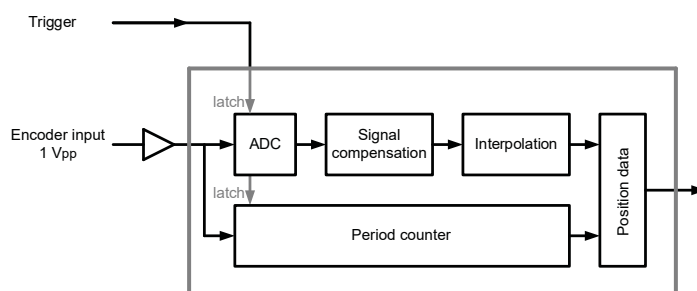 Trigger
latch
Encoder input
1 Vpp
ADC
Signal
compensation
Interpolation
Position data
latch
Period counter